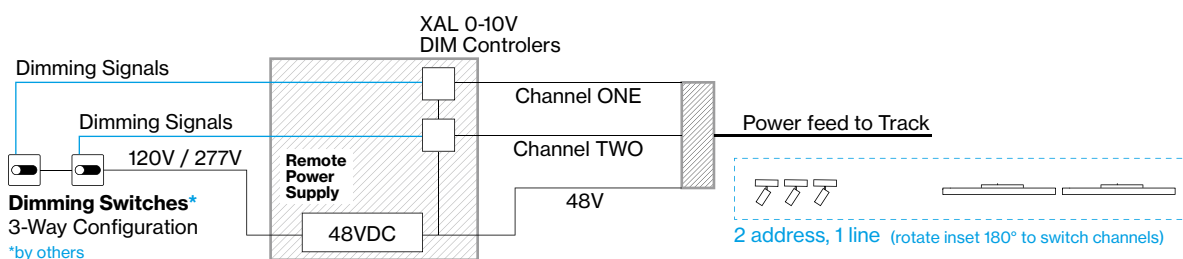 XAL 0-10V
DIM Controlers
Dimming Signals
Channel ONE
Dimming Signals
Power feed to Track
120V / 277V
Channel TWO
Remote
Power
Supply
Dimming Switches*
3-Way Configuration
*by others
48VDC
48V
2 address, 1 line (rotate inset 180° to switch channels)